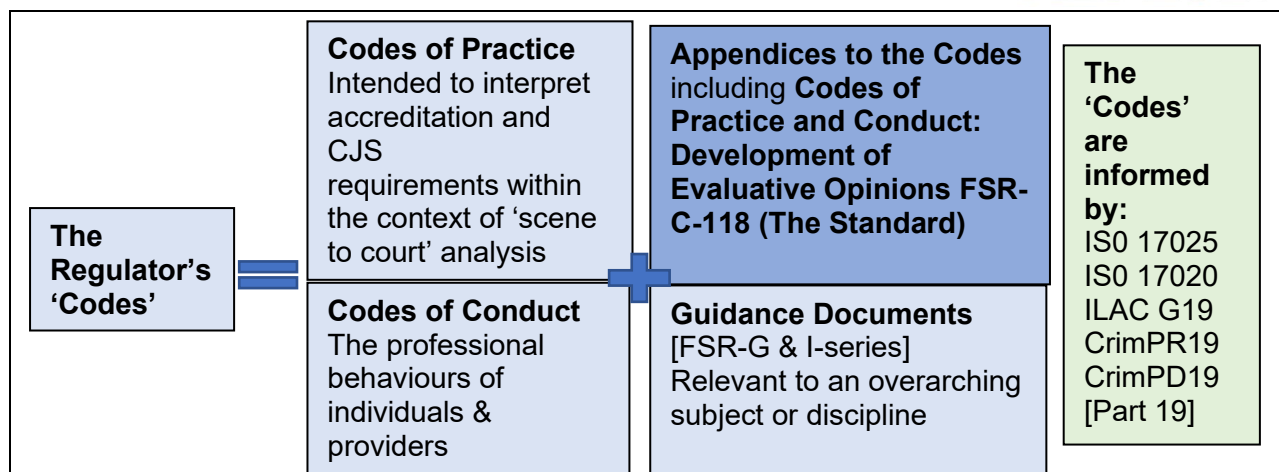 The
Regulator’s
‘Codes’
Codes of Practice
Intended to interpret
accreditation and
CJS
requirements within
the context of ‘scene
to court’ analysis
Codes of Conduct
The professional
behaviours of
individuals &
providers
Appendices to the Codes
including Codes of
Practice and Conduct:
Development of
Evaluative Opinions FSR-
C-118 (The Standard)
Guidance Documents
[FSR-G & I-series]
Relevant to an overarching
subject or discipline
The
‘Codes’
are
informed
by:
IS0 17025
IS0 17020
ILAC G19
CrimPR19
CrimPD19
[Part 19]